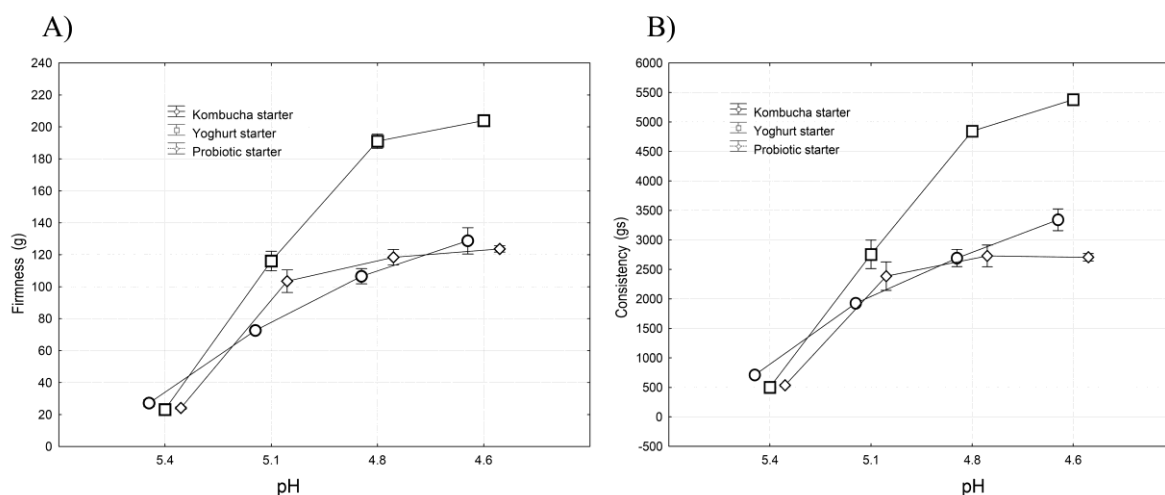 A)
240
220
200
180
160
140
120
100
80
60
40
20
0
Firmness (g)
Kombucha starter
Yoghurt starter
Probiotic starter
5.4 5.1 4.8 4.6
pH
B)
6000
5500
5000
4500
4000
3500
3000
2500
2000
1500
1000
500
0
-500
Consistency (gs)
Kombucha starter
Yoghurt starter
Probiotic starter
5.4 5.1 4.8 4.6
pH